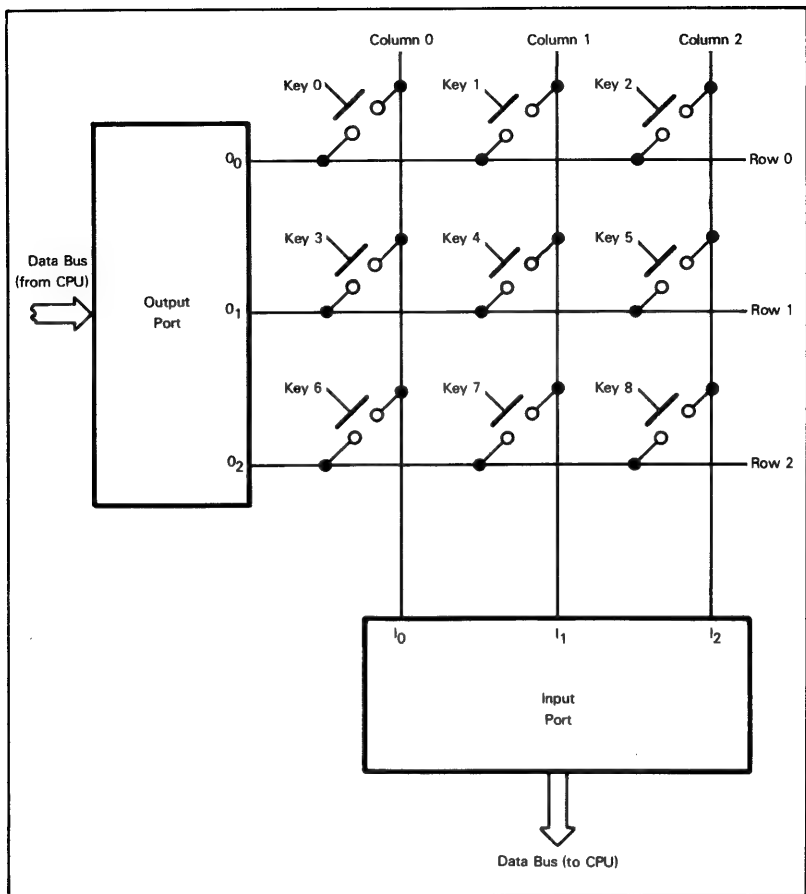 Column 0
Column 1
Column 2
Key 0
Key 1
Key 2
O0
Row 0
Key 3
Key 4
Key 5
Data Bus
(from CPU)
Output
Port
O1
Row 1
Key 6
Key 7
Key 8
O2
Row 2
I0
I1
I2
Input
Port
Data Bus (to CPU)